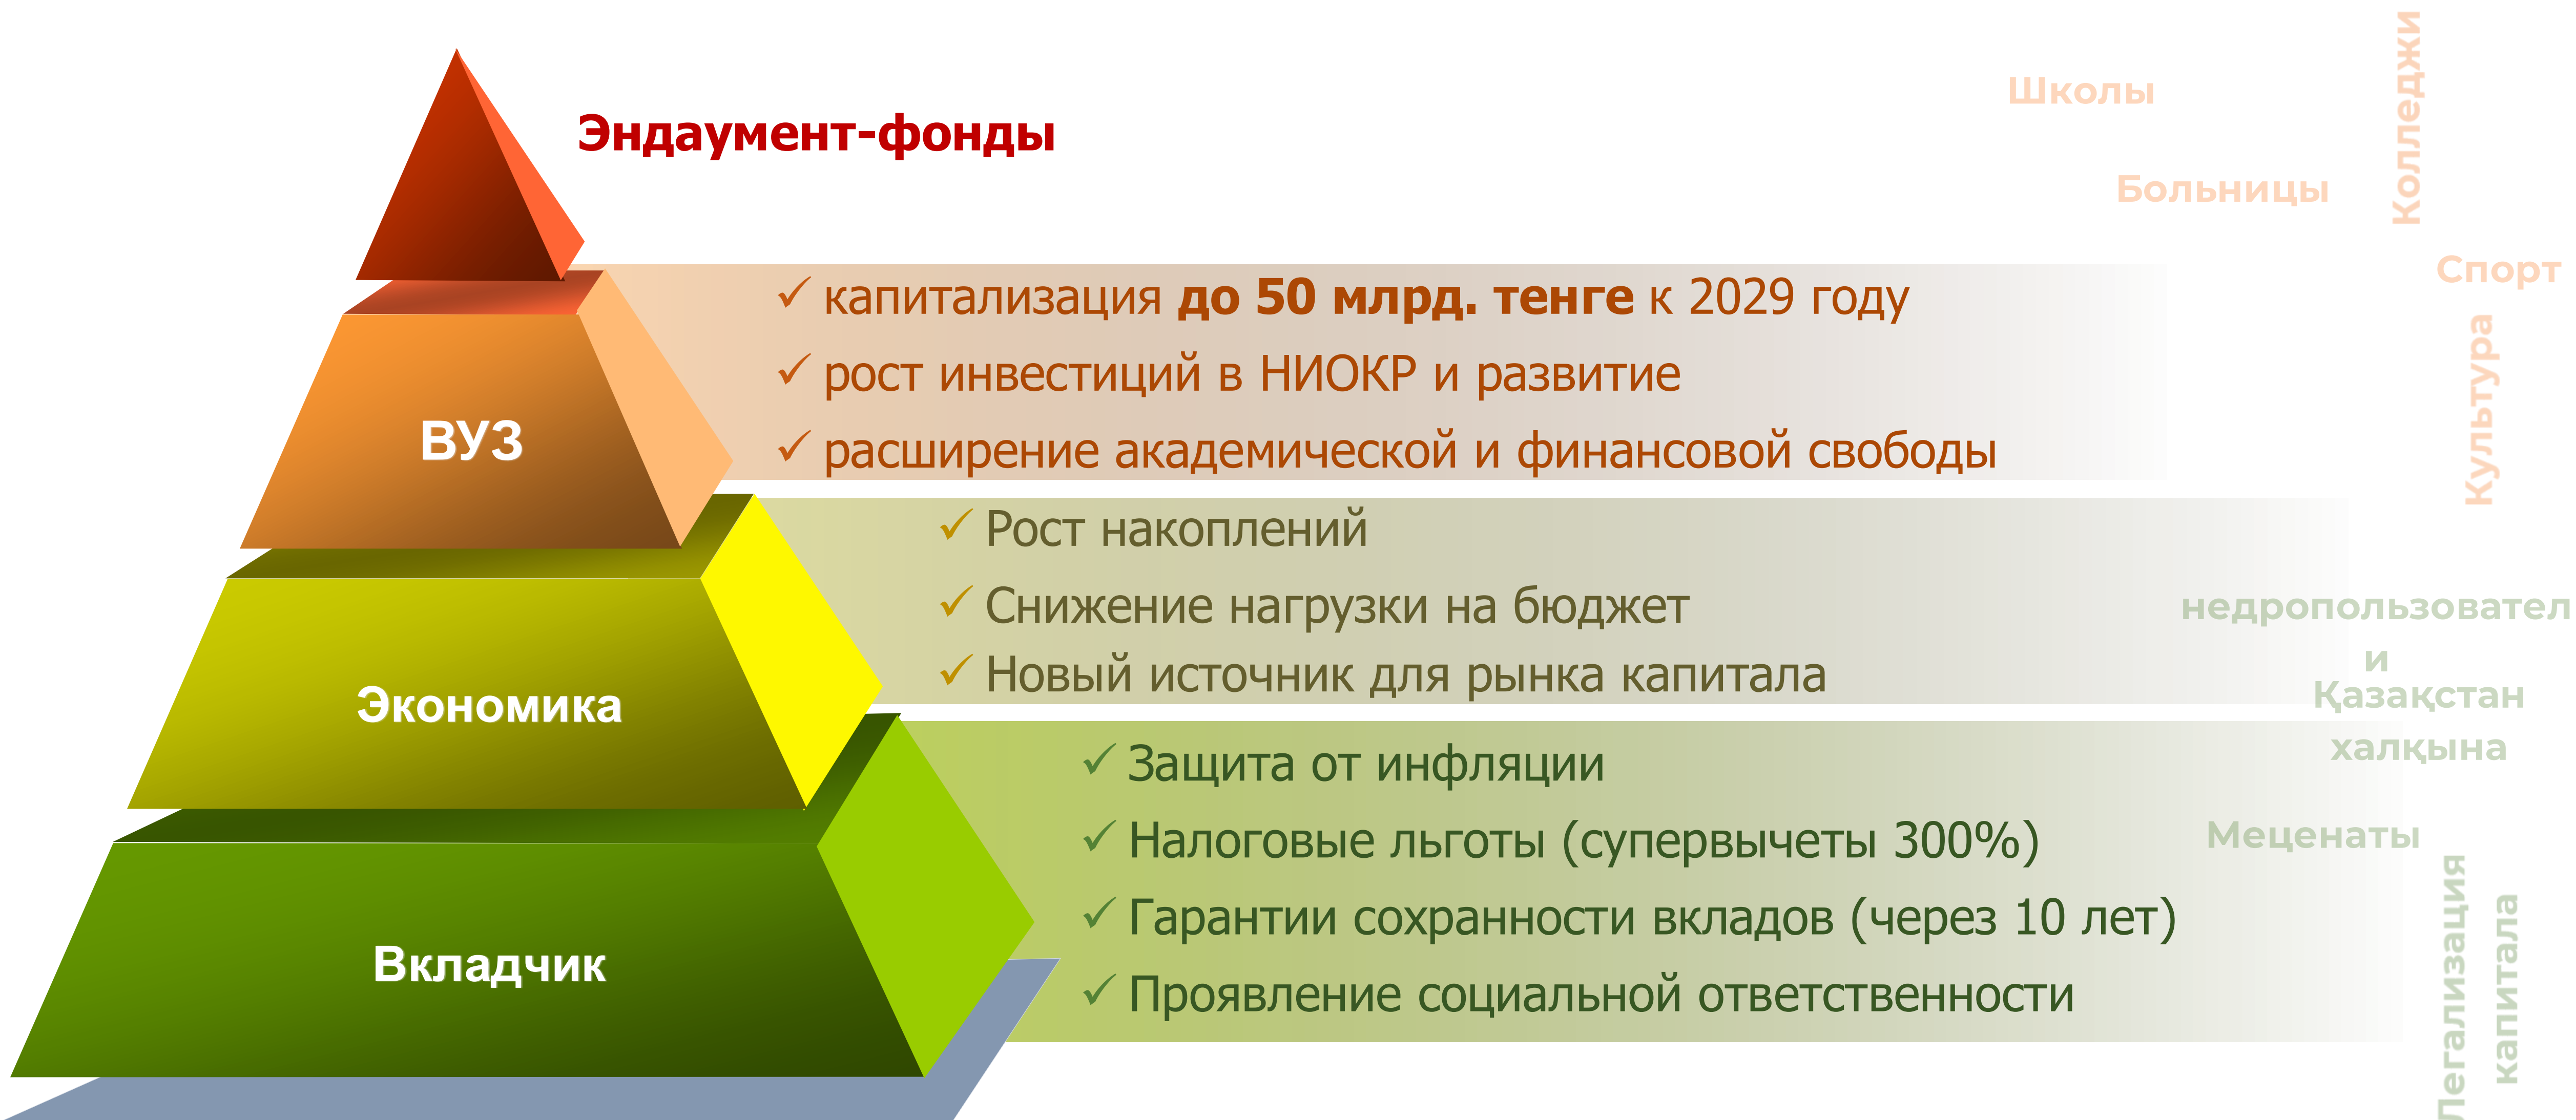 Эндаумент-фонды
ВУЗ
капитализация до 50 млрд. тенге к 2029 году
рост инвестиций в НИОКР и развитие
расширение академической и финансовой свободы
Экономика
Рост накоплений
Снижение нагрузки на бюджет
Новый источник для рынка капитала
Вкладчик
Защита от инфляции
Налоговые льготы (супервычеты 300%)
Гарантии сохранности вкладов (через 10 лет)
Проявление социальной ответственности
Школы
Колледжи
Больницы
Спорт
Культура
недропользовател
и
Қазақстан
халқына
Меценаты
Легализация
капитала